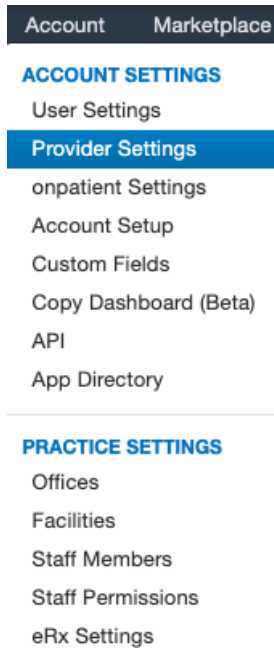 Account Marketplace
ACCOUNT SETTINGS
User Settings
Provider Settings
onpatient Settings
Account Setup
Custom Fields
Copy Dashboard (Beta)
API
App Directory
PRACTICE SETTINGS
Offices
Facilities
Staff Members
Staff Permissions
eRx Settings